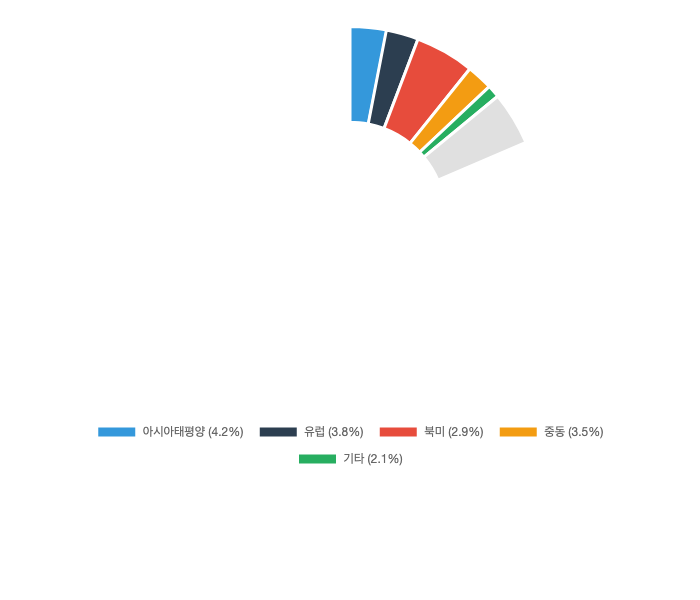 아시아태평양 (4.2%) 유럽 (3.8%) 북미 (2.9%) 중동 (3.5%)
기타 (2.1%)